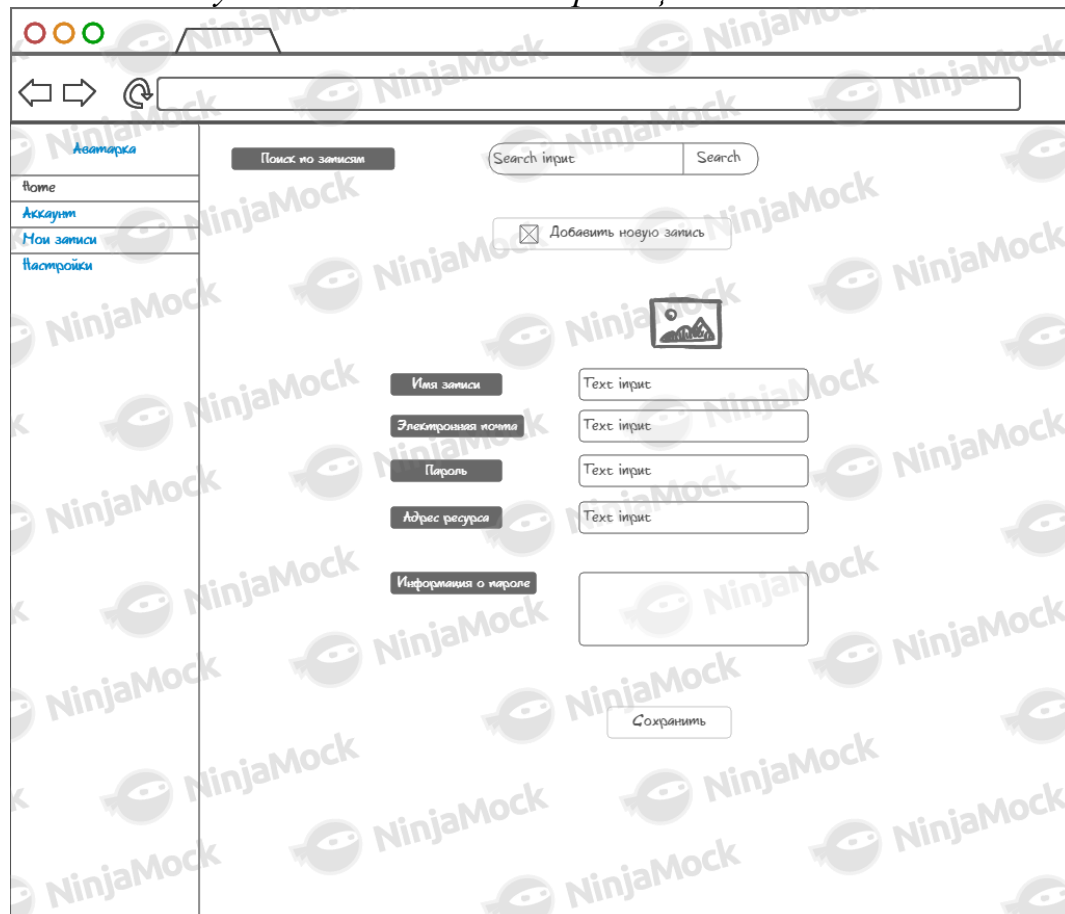 Аватарка
Home
Аккаунт
Мои записи
Настройки
Поиск по записям
Search input
Search
Добавить новую запись
Имя записи
Text input
Электронная почта
Text input
Пароль
Text input
Адрес ресурса
Text input
Информация о пароле
Сохранить
NinjaMock